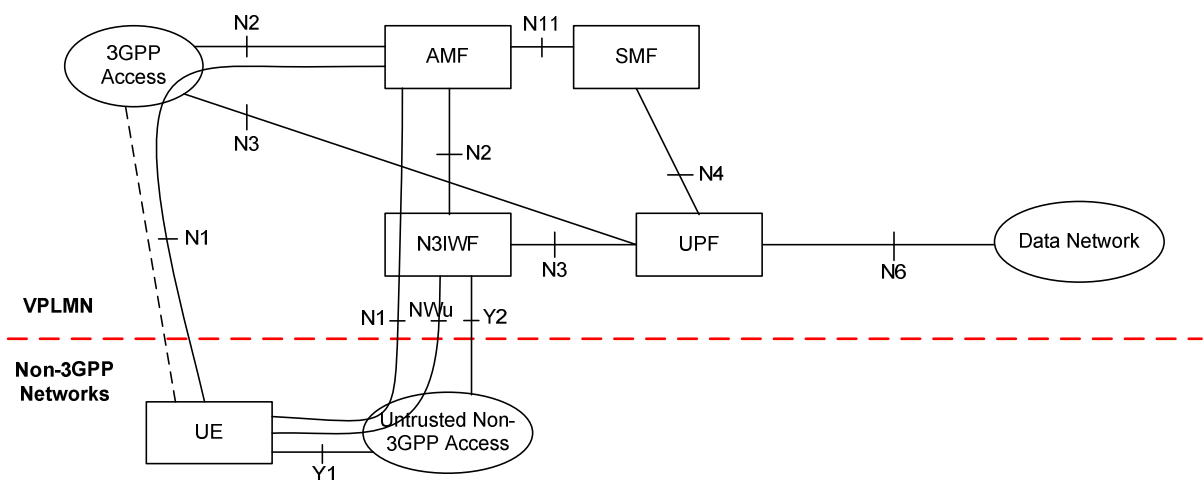 N2
3GPP
Access
AMF
N11
SMF
N3
N2
N4
N1
N3IWF
N3
UPF
N6
Data Network
VPLMN
N1
NWu
Y2
Non-3GPP
Networks
UE
Untrusted Non-
3GPP Access
Y1